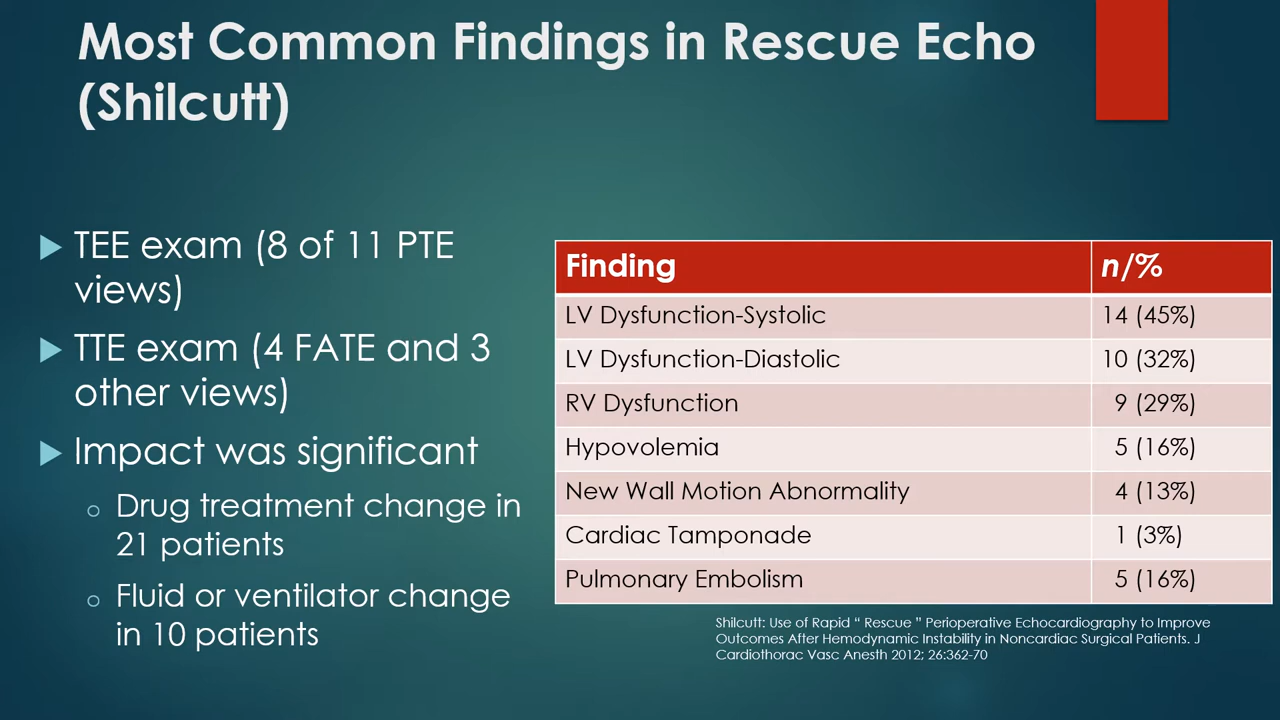 Most Common Findings in Rescue Echo
(Shilcutt)
TEE exam (8 of 11 PTE
views)
TTE exam (4 FATE and 3
other views)
Impact was significant
Drug treatment change in
21 patients
Fluid or ventilator change
in 10 patients
Finding n/%
LV Dysfunction-Systolic 14 (45%)
LV Dysfunction-Diastolic 10 (32%)
RV Dysfunction 9 (29%)
Hypovolemia 5 (16%)
New Wall Motion Abnormality 4 (13%)
Cardiac Tamponade 1 (3%)
Pulmonary Embolism 5 (16%)
Shilcutt: Use of Rapid “ Rescue ” Perioperative Echocardiography to Improve
Outcomes After Hemodynamic Instability in Noncardiac Surgical Patients. J
Cardiothorac Vasc Anesth 2012; 26:362-70